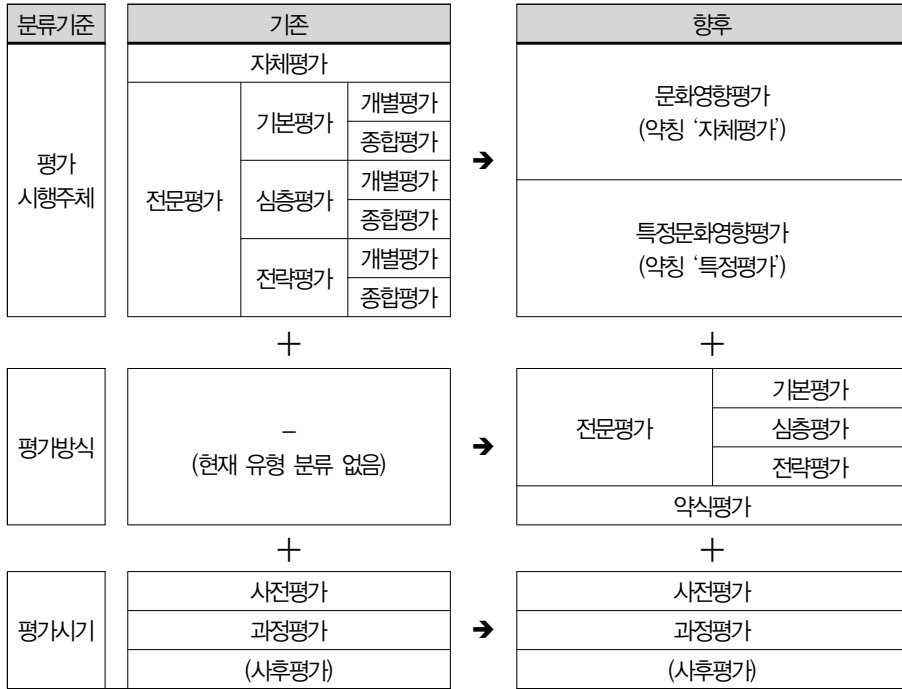 분류기준 기존 향후
평가
시행주체
자체평가
전문평가
기본평가
개별평가
종합평가
심층평가
개별평가
종합평가
전략평가
개별평가
종합평가
➔
문화영향평가
(약칭 ‘자체평가’)
특정문화영향평가
(약칭 ‘특정평가’)
+ +
평가방식
–
(현재 유형 분류 없음)
➔
전문평가
기본평가
심층평가
전략평가
약식평가
+ +
평가시기
사전평가
과정평가
(사후평가)
➔
사전평가
과정평가
(사후평가)